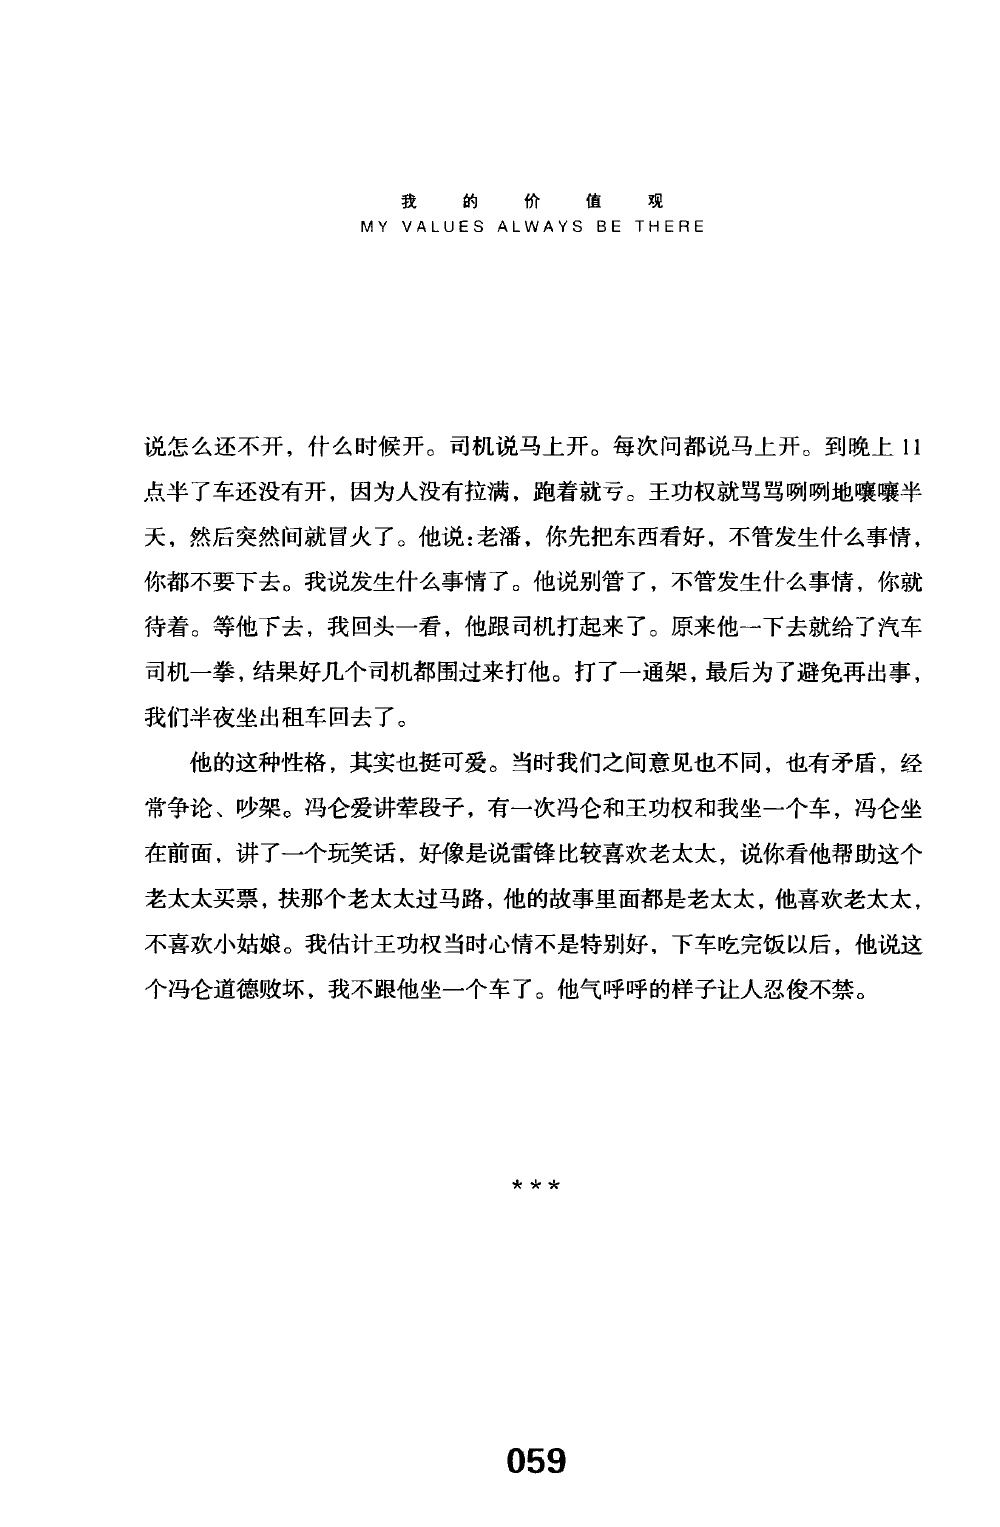 我的价值观
MY VALUES ALWAYS BE THERE
说怎么还不开，什么时候开。司机说马上开。每次问都说马上开。到晚上 11
点半了车还没有开，因为人没有拉满，跑着就亏。王功权就骂骂咧咧地嚷嚷半
天，然后突然间就冒火了。他说：老潘，你先把东西看好，不管发生什么事情，
你都不要下去。我说发生什么事情了。他说别管了，不管发生什么事情，你就
待着。等他下去，我回头一看，他跟司机打起来了。原来他一下去就给了汽车
司机一拳，结果好几个司机都围过来打他。打了一通架，最后为了避免再出事，
我们半夜坐出租车回去了。
他的这种性格，其实也挺可爱。当时我们之间意见也不同，也有矛盾，经
常争论、吵架。冯仑爱讲荤段子，有一次冯仑和王功权和我坐一个车，冯仑坐
在前面，讲了一个玩笑话，好像是说雷锋比较喜欢老太太，说你看他帮助这个
老太太买票，扶那个老太太过马路，他的故事里面都是老太太，他喜欢老太太，
不喜欢小姑娘。我估计王功权当时心情不是特别好，下车吃完饭以后，他说这
个冯仑道德败坏，我不跟他坐一个车了。他气呼呼的样子让人忍俊不禁。
***
059